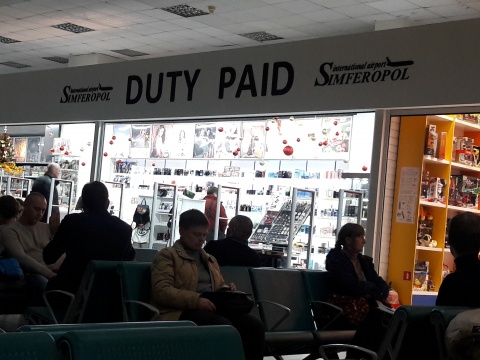 international airport
SIMFEROPOL
DUTY PAID
international airport
SIMFEROPOL